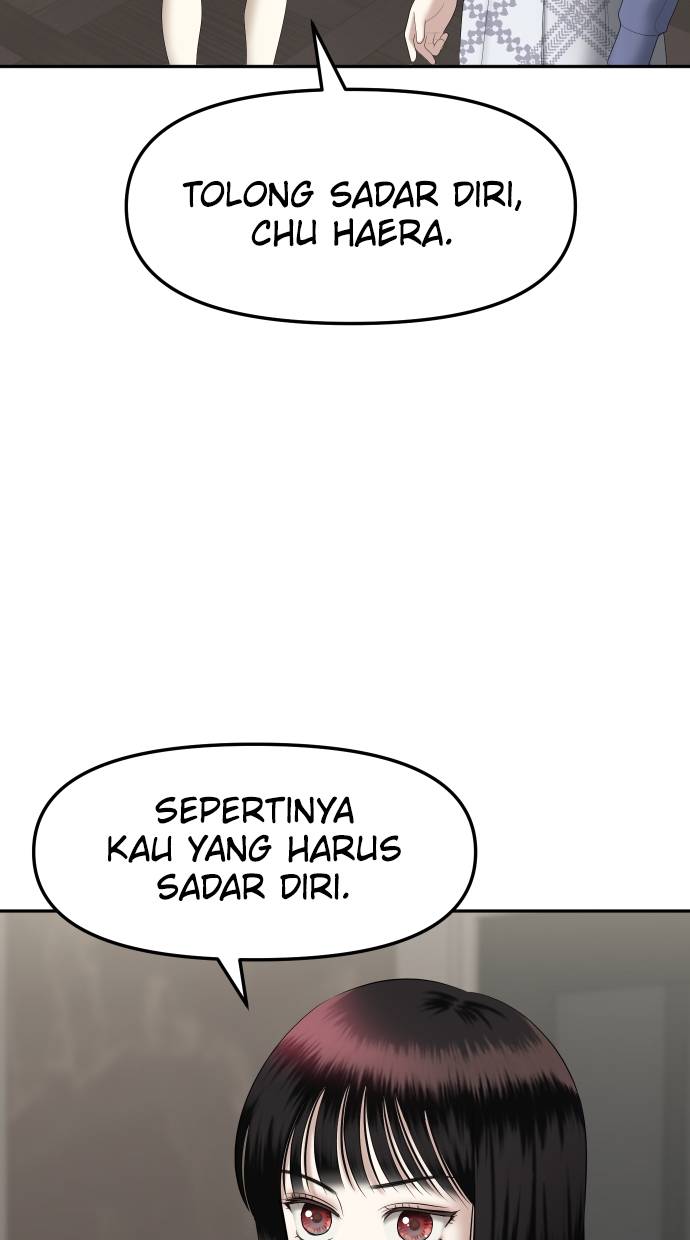 TOLONG SADAR DIRI,
CHU HAERA.
SEPERTINYA
KAU YANG HARUS
SADAR DIRI.